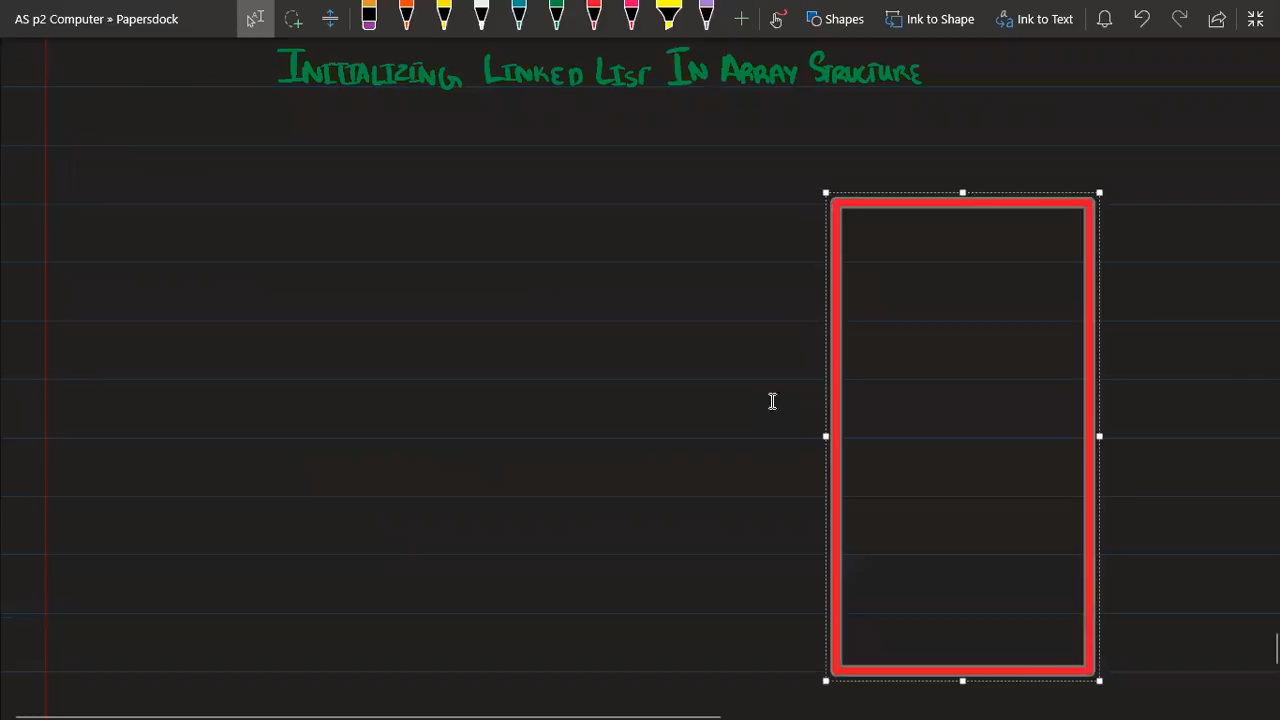 AS p2 Computer » Papersdock
Shapes
Ink to Shape
Ink to Text
INITIALIZING LINKED LIST IN ARRAY STRUCTURE